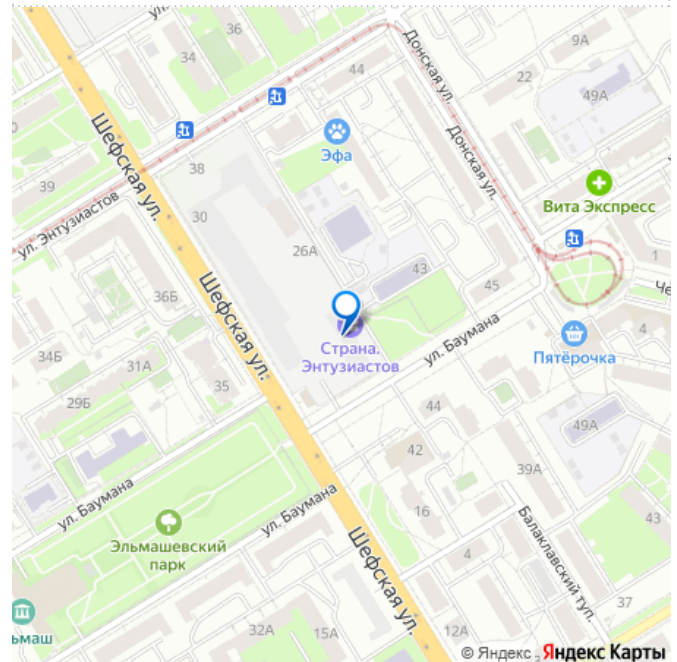 36
34
44
9А
22
49А
Донская ул.
Донская ул.
Эфа
Вита Экспресс
Шефская ул.
38
39
30
ул. Энтузиастов
26А
43
45
1
36Б
Шефская ул.
4
Страна.
Энтузиастов
Пятёрочка
34Б
31А
35
ул. Баумана
29Б
44
49А
42
39А
ул. Баумана
16
43
Эльмашевский
парк
ул. Баумана
Балаклавский туп.
4
Шефская ул.
37
ьмаш
32А
15А
12А
© Яндекс
Яндекс Карты